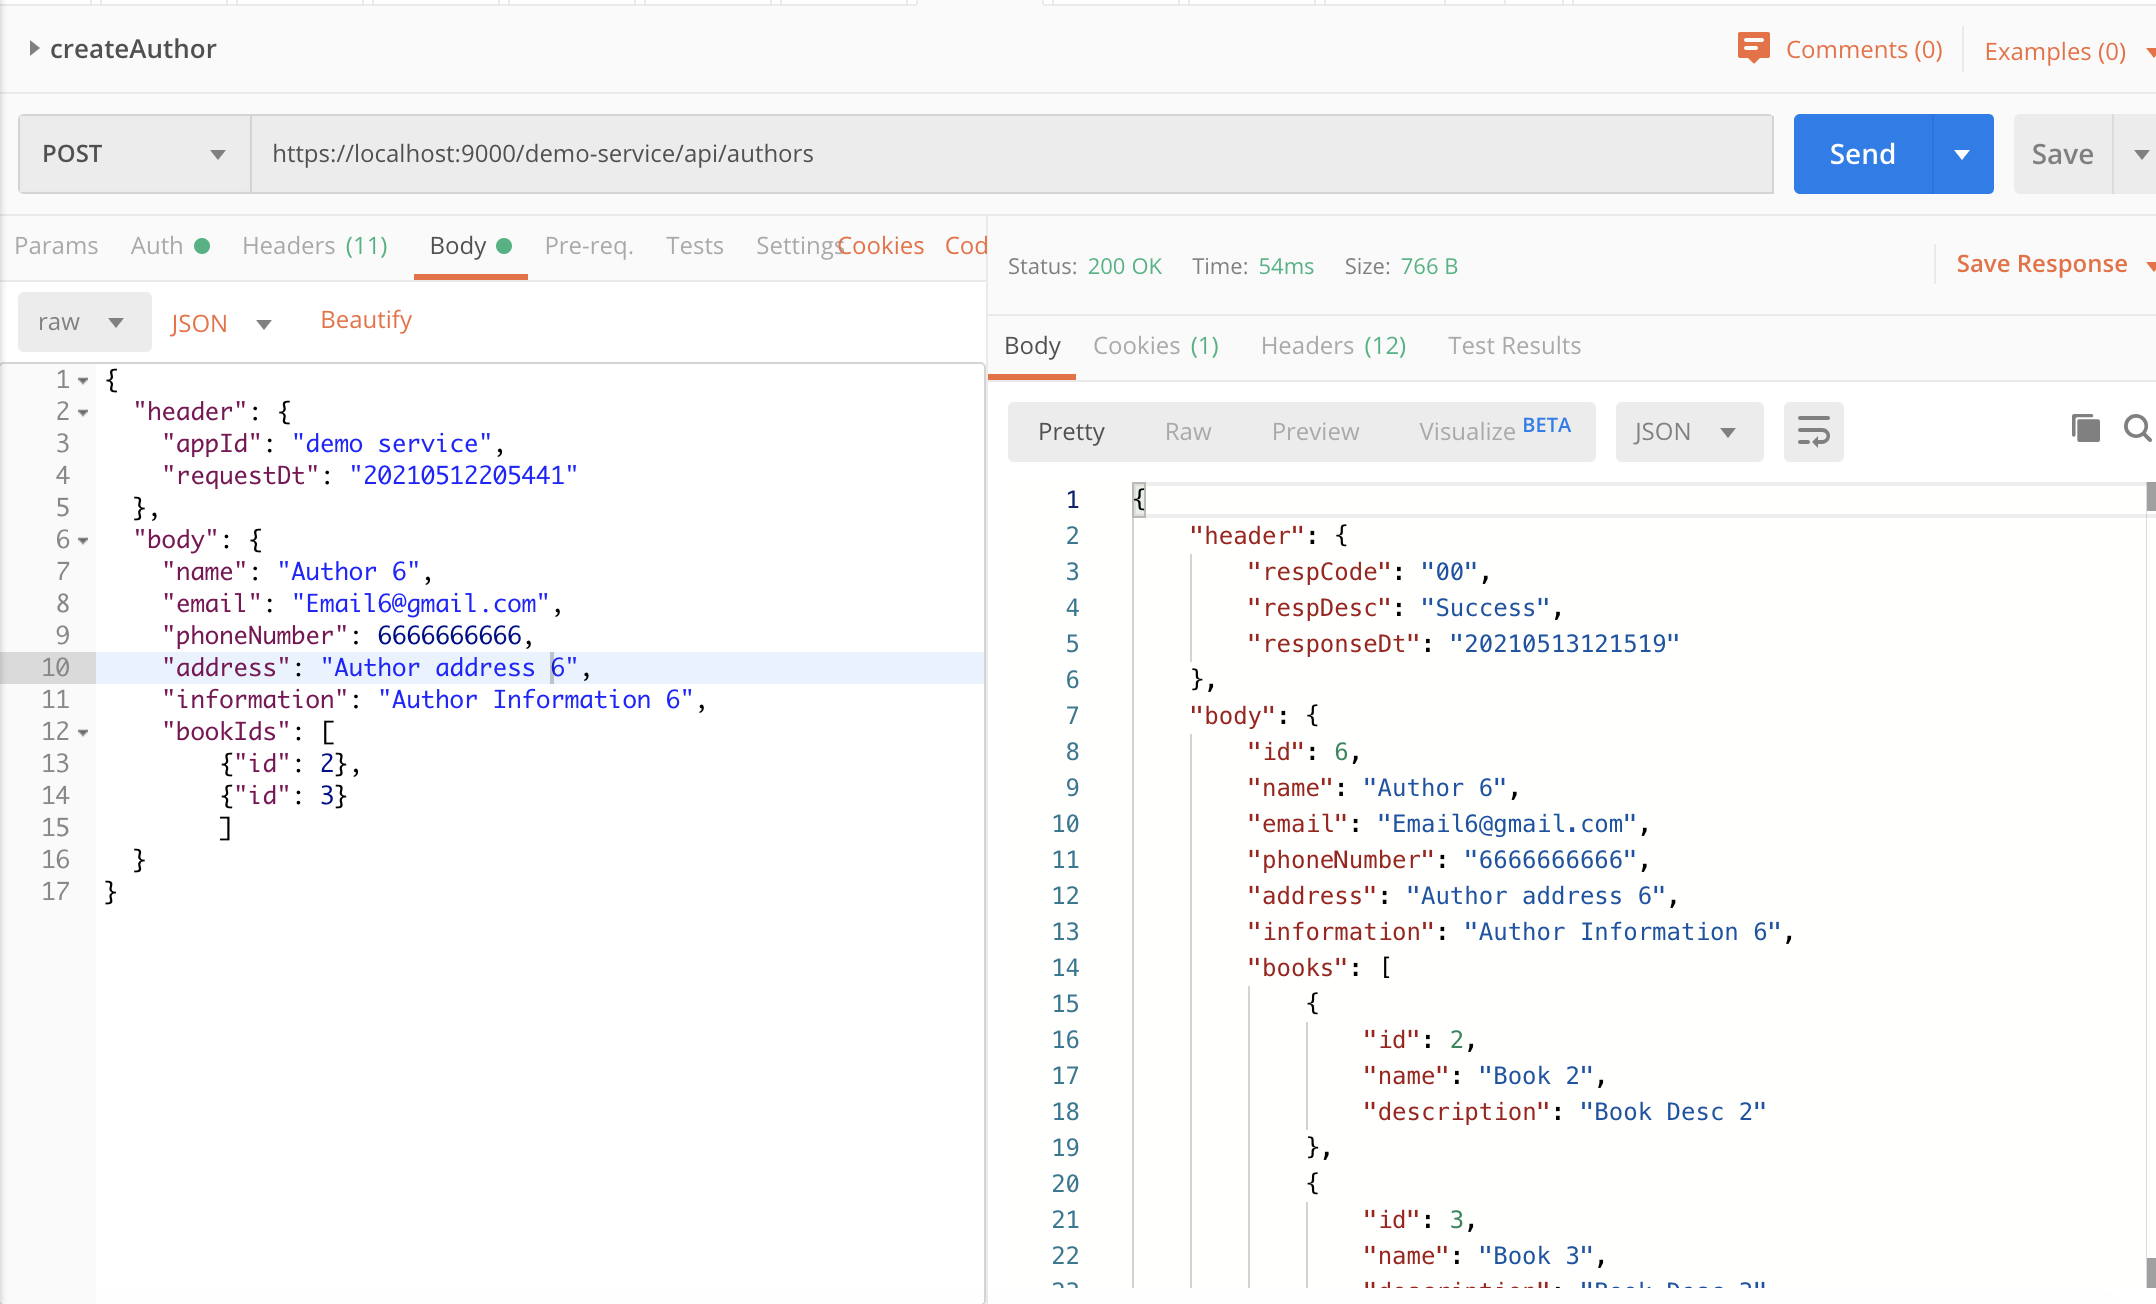 createAuthor
Comments (0)
Examples (0)
POST
https://localhost:9000/demo-service/api/authors
Send
Save
Params
Auth
Headers (11)
Body
Pre-req.
Tests
Settings
Cookies
Cod
raw
JSON
Beautify
1 {
2 "header": {
3 "appId": "demo service",
4 "requestDt": "20210512205441"
5 },
6 "body": {
7 "name": "Author 6",
8 "email": "Email6@gmail.com",
9 "phoneNumber": 6666666666,
10 "address": "Author address 6",
11 "information": "Author Information 6",
12 "bookIds": [
13 {"id": 2},
14 {"id": 3}
15 ]
16 }
17 }
Status: 200 OK Time: 54ms Size: 766 B
Save Response
Body
Cookies (1)
Headers (12)
Test Results
Pretty
Raw
Preview
Visualize BETA
JSON
1 {
2 "header": {
3 "respCode": "00",
4 "respDesc": "Success",
5 "responseDt": "20210513121519"
6 },
7 "body": {
8 "id": 6,
9 "name": "Author 6",
10 "email": "Email6@gmail.com",
11 "phoneNumber": "6666666666",
12 "address": "Author address 6",
13 "information": "Author Information 6",
14 "books": [
15 {
16 "id": 2,
17 "name": "Book 2",
18 "description": "Book Desc 2"
19 },
20 {
21 "id": 3,
22 "name": "Book 3",